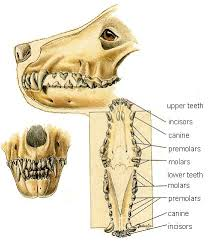 upper teeth
incisors
canine
premolars
molars
lower teeth
molars
premolars
canine
incisors